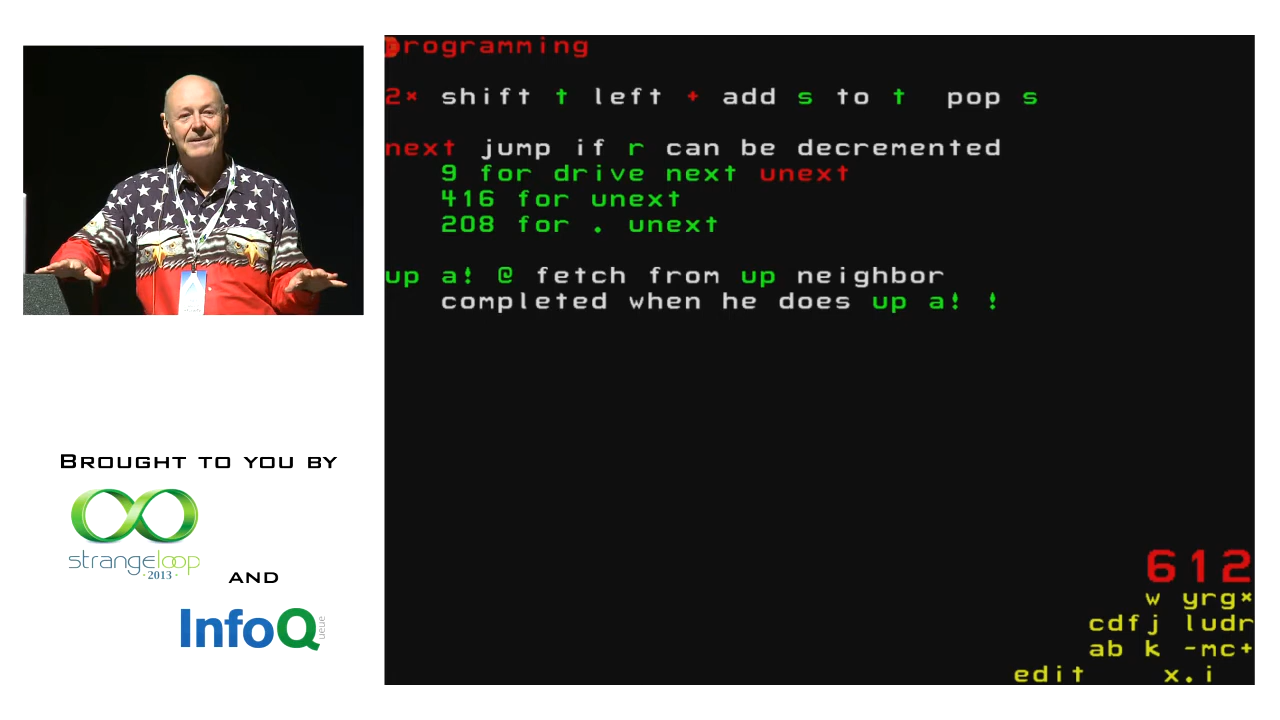 programming
2* shift t left + add s to t pop s
next jump if r can be decremented
9 for drive next unext
416 for unext
208 for . unext
up a! @ fetch from up neighbor
completed when he does up a! !
612
w yrg*
cdfj ludr
ab k -mc+
edit x.i
BROUGHT TO YOU BY
strangeloop
·2013·
AND
InfoQ
ueue